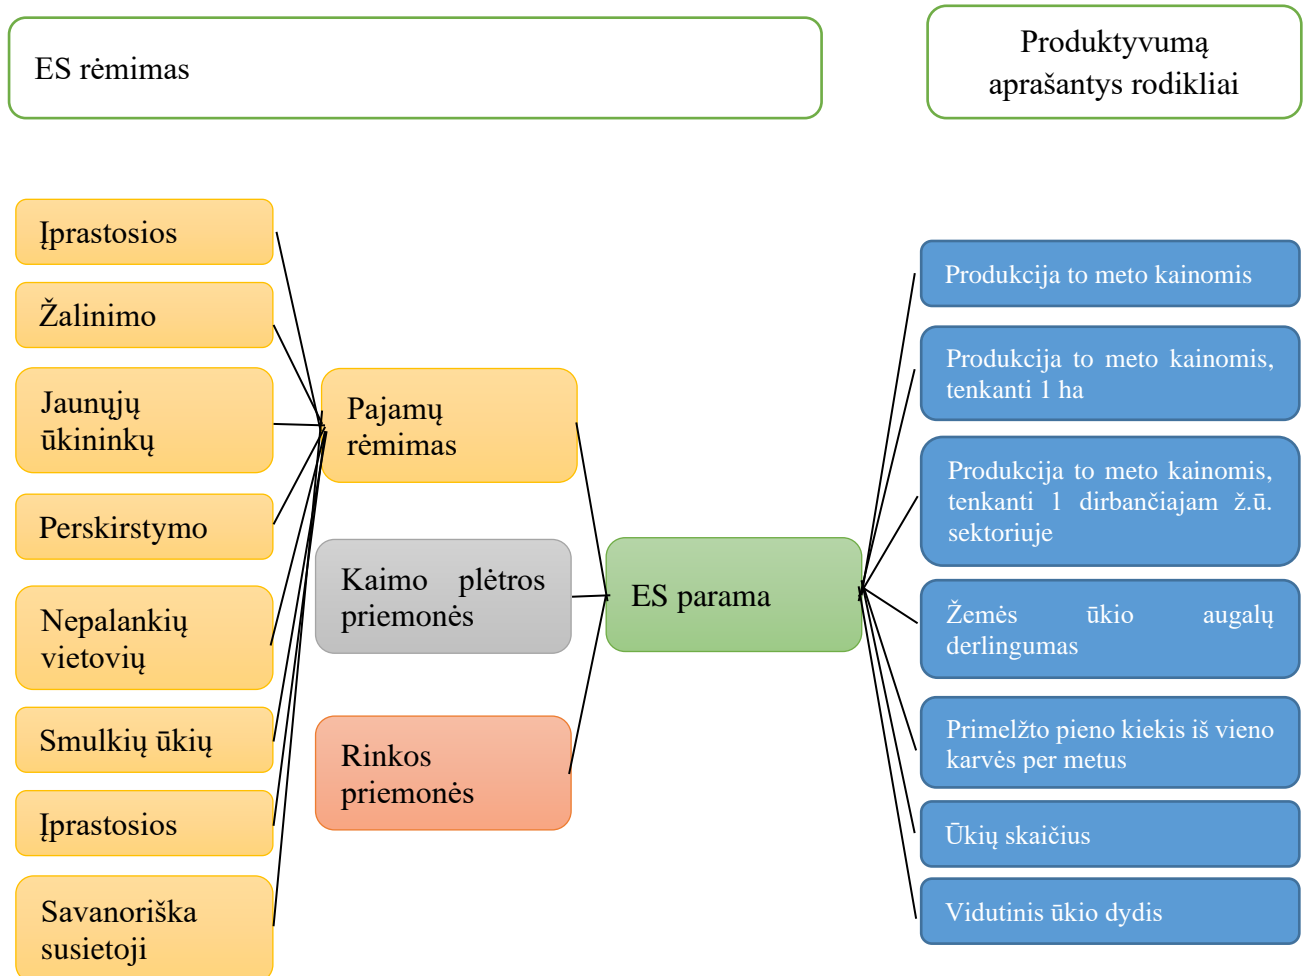 ES rėmimas
Produktyvumą
aprašantys rodikliai
Įprastosios
Žalinimo
Jaunųjų
ūkininkų
Perskirstymo
Nepalankių
vietovių
Smulkių ūkių
Įprastosios
Savanoriška
susietoji
Pajamų
rėmimas
Kaimo plėtros
priemonės
Rinkos
priemonės
ES parama
Produkcija to meto kainomis
Produkcija to meto kainomis,
tenkanti 1 ha
Produkcija to meto kainomis,
tenkanti 1 dirbančiajam ž.ū.
sektoriuje
Žemės ūkio augalų
derlingumas
Primelžto pieno kiekis iš vieno
karvės per metus
Ūkių skaičius
Vidutinis ūkio dydis